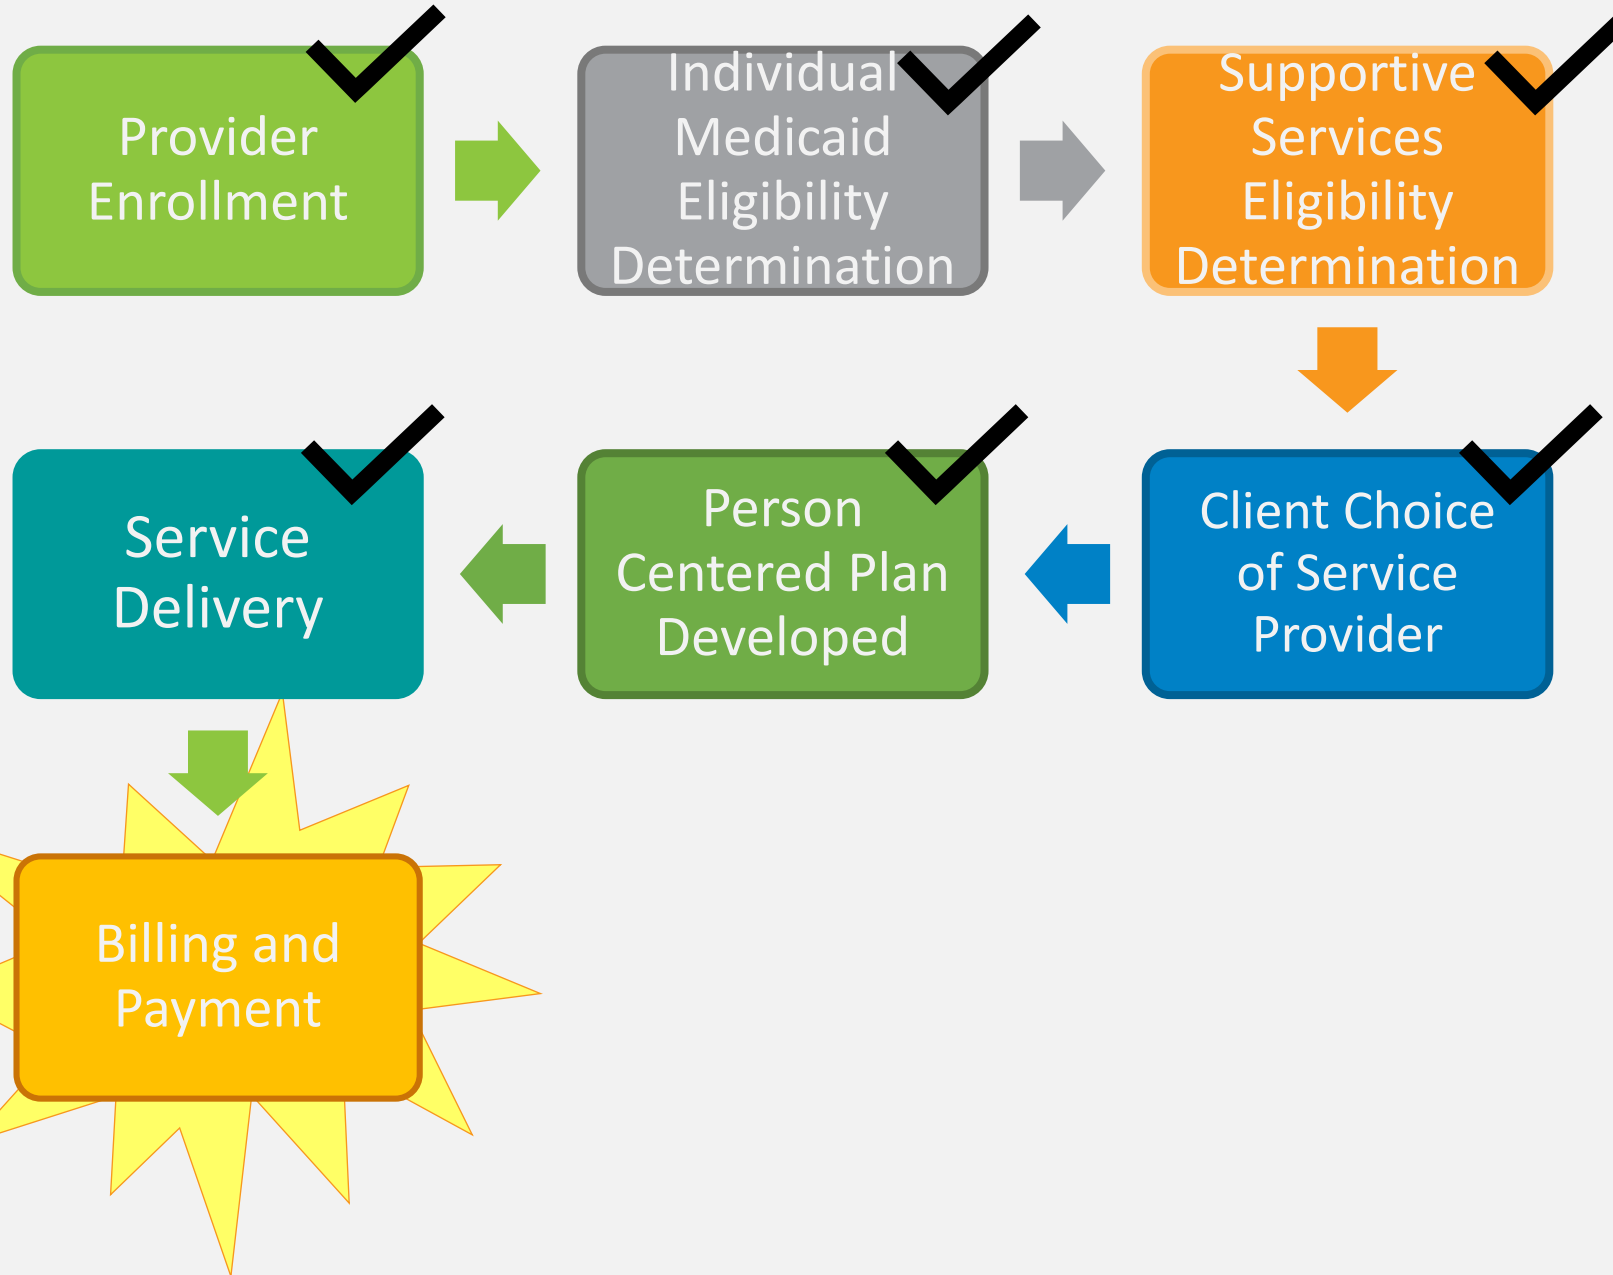 Provider
Enrollment
Individual
Medicaid
Eligibility
Determination
Supportive
Services
Eligibility
Determination
Client Choice
of Service
Provider
Person
Centered Plan
Developed
Service
Delivery
Billing and
Payment